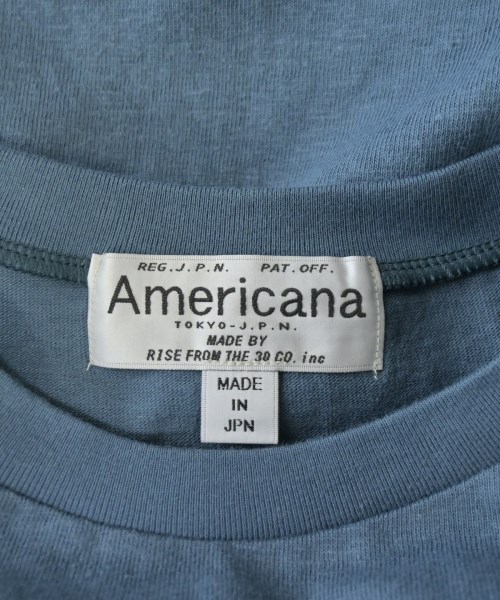 REG.J.P.N. PAT.OFF.
Americana
TOKYO-J.P.N.
MADE BY
RISE FROM THE 30 CO. inc
MADE
IN
JPN